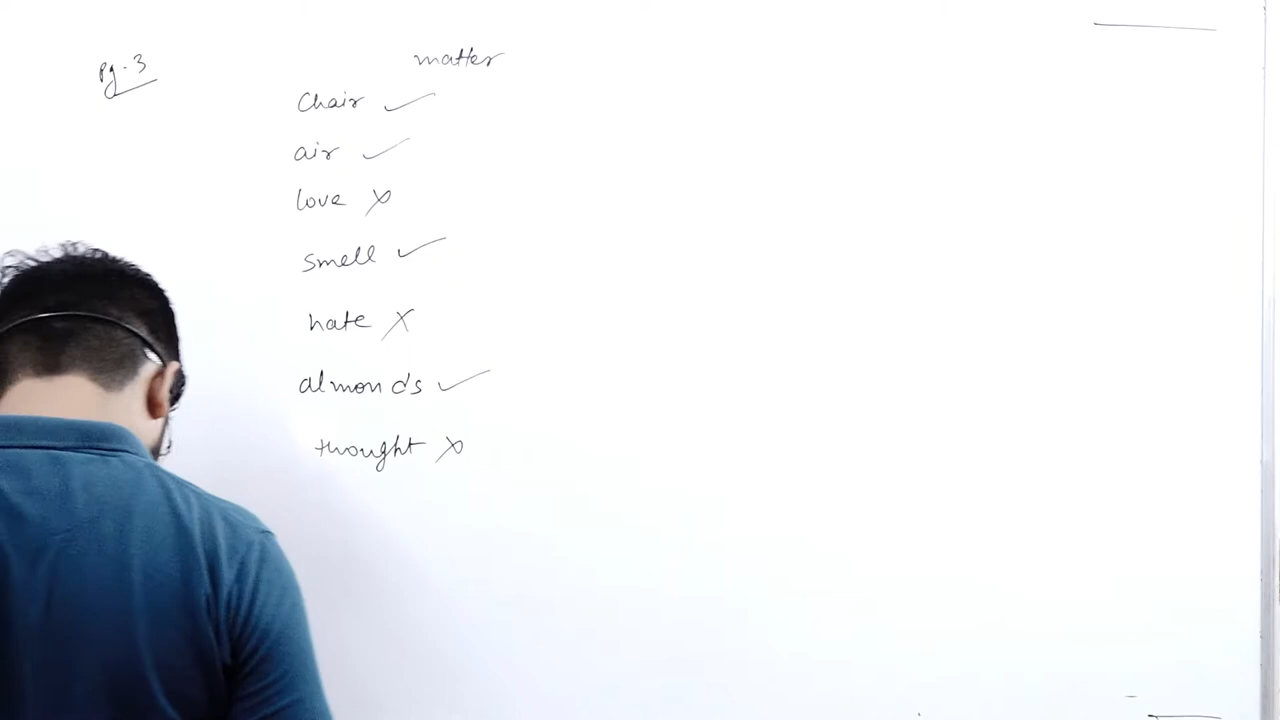 Pg-3
matter
Chair ✓
air ✓
love ✗
smell ✓
hate ✗
almonds ✓
thought ✗